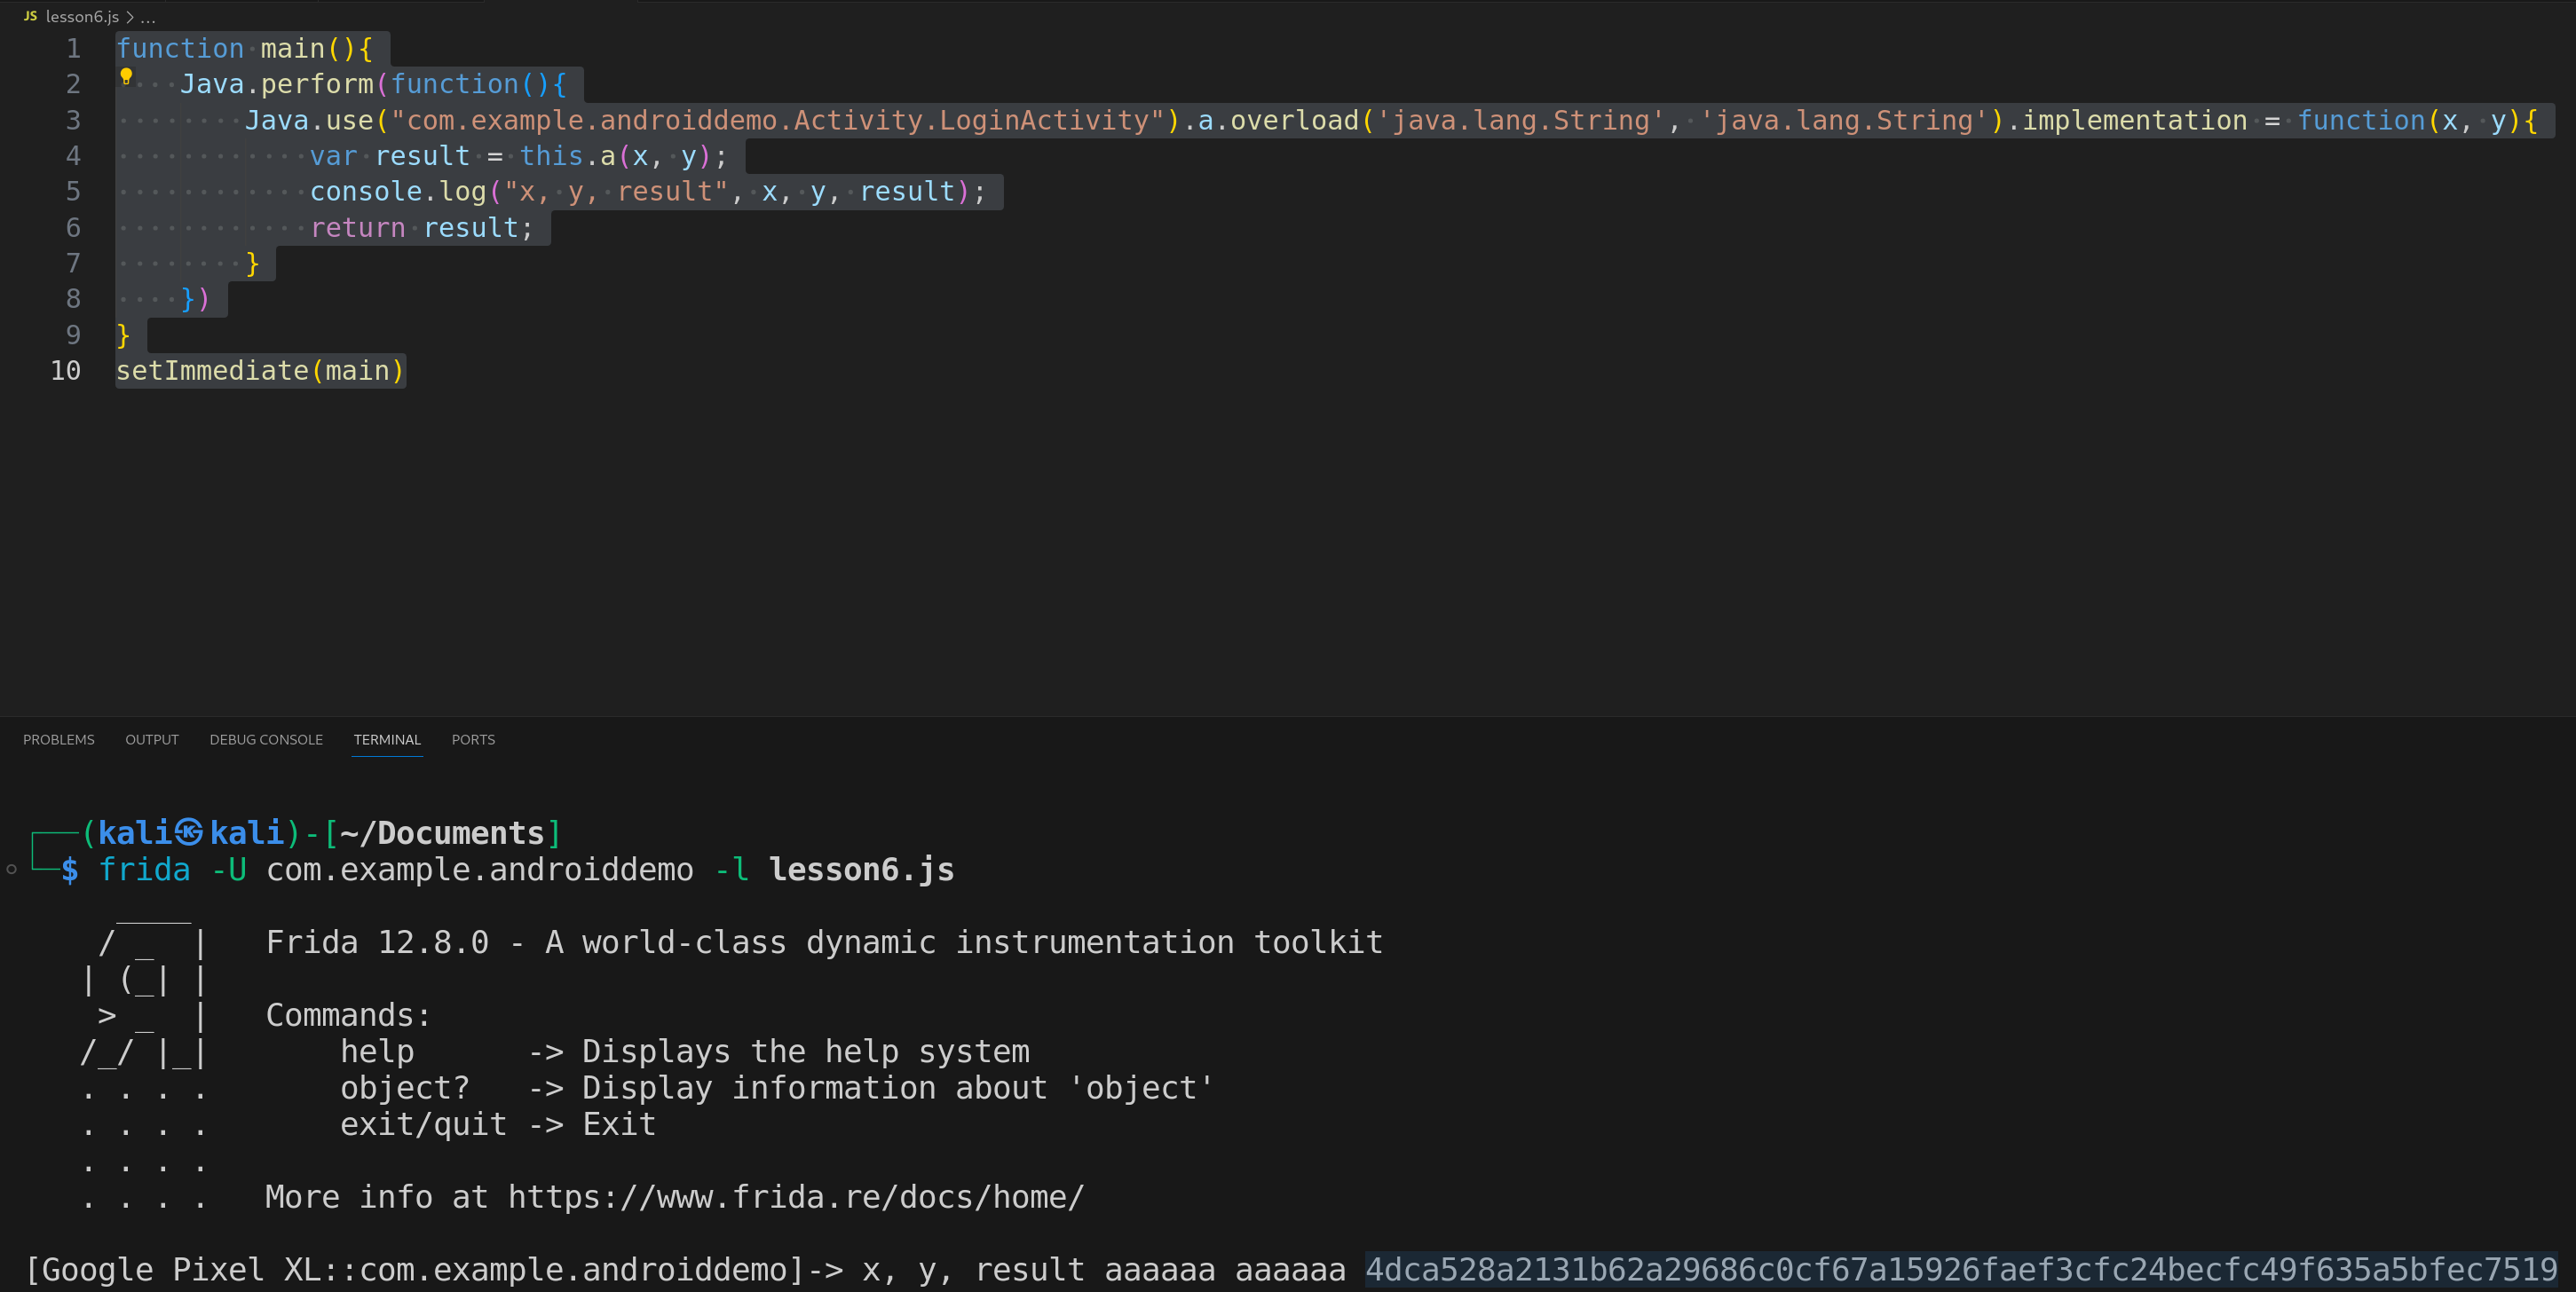 JS lesson6.js > ...
1 function main(){
2     Java.perform(function(){
3         Java.use("com.example.androiddemo.Activity.LoginActivity").a.overload('java.lang.String', 'java.lang.String').implementation = function(x, y){
4             var result = this.a(x, y);
5             console.log("x, y, result", x, y, result);
6             return result;
7         }
8     })
9 }
10 setImmediate(main)
PROBLEMS OUTPUT DEBUG CONSOLE TERMINAL PORTS
┌──(kali㉿kali)-[~/Documents]
└─$ frida -U com.example.androiddemo -l lesson6.js
     ____
    / _  |   Frida 12.8.0 - A world-class dynamic instrumentation toolkit
   | (_| |
    > _  |   Commands:
   /_/ |_|       help      -> Displays the help system
   . . . .       object?   -> Display information about 'object'
   . . . .       exit/quit -> Exit
   . . . .
   . . . .   More info at https://www.frida.re/docs/home/
[Google Pixel XL::com.example.androiddemo]-> x, y, result aaaaaa aaaaaa 4dca528a2131b62a29686c0cf67a15926faef3cfc24becfc49f635a5bfec7519